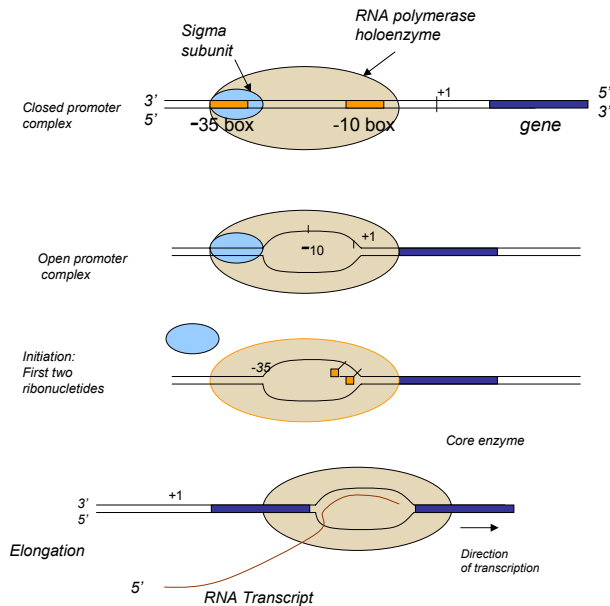 RNA polymerase
holoenzyme
Sigma
subunit
+1
3’
5’
Closed promoter
complex
5’
3’
-35 box
-10 box
gene
+1
-10
Open promoter
complex
Initiation:
First two
ribonucletides
-35
Core enzyme
3’
5’
+1
Elongation
Direction
of transcription
5’
RNA Transcript